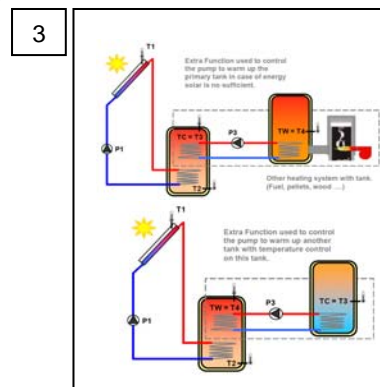 3
T1
Extra Function used to control
the pump to warm up the
primary tank in case of energy
solar is no sufficient.
P1
TC = T3
P3
TW = T4
T2
Other heating system with tank.
(Fuel, pellets, wood ....)
T1
Extra Function used to control
the pump to warm up another
tank with temperature control
on this tank.
P1
TW = T4
P3
TC = T3
T2